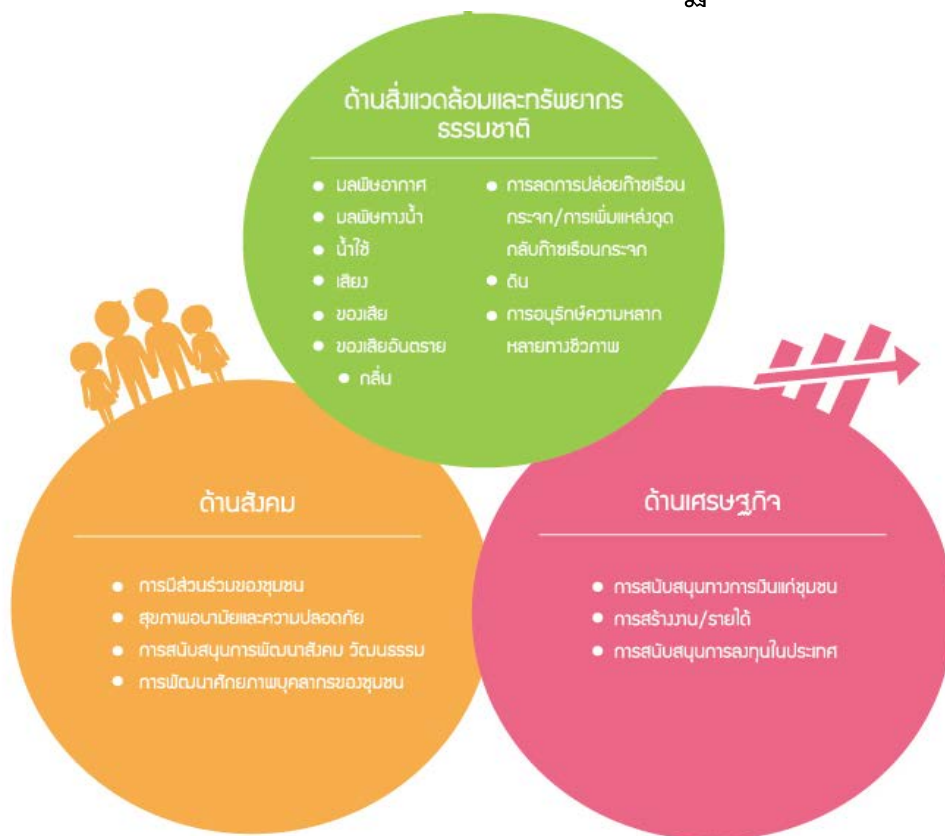 ด้านสิ่งแวดล้อมและทรัพยากร
ธรรมชาติ
● มลพิษอากาศ
● มลพิษทางน้ำ
● น้ำใช้
● เสียง
● ของเสีย
● ของเสียอันตราย
● กลิ่น
● การลดการปล่อยก๊าซเรือน
กระจก/การเพิ่มแหล่งดูด
กลับก๊าซเรือนกระจก
● ดิน
● การอนุรักษ์ความหลาก
หลายทางชีวภาพ
ด้านสังคม
● การมีส่วนร่วมของชุมชน
● สุขภาพอนามัยและความปลอดภัย
● การสนับสนุนการพัฒนาสังคม วัฒนธรรม
● การพัฒนาศักยภาพบุคลากรของชุมชน
ด้านเศรษฐกิจ
● การสนับสนุนทางการเงินแก่ชุมชน
● การสร้างงาน/รายได้
● การสนับสนุนการลงทุนในประเทศ